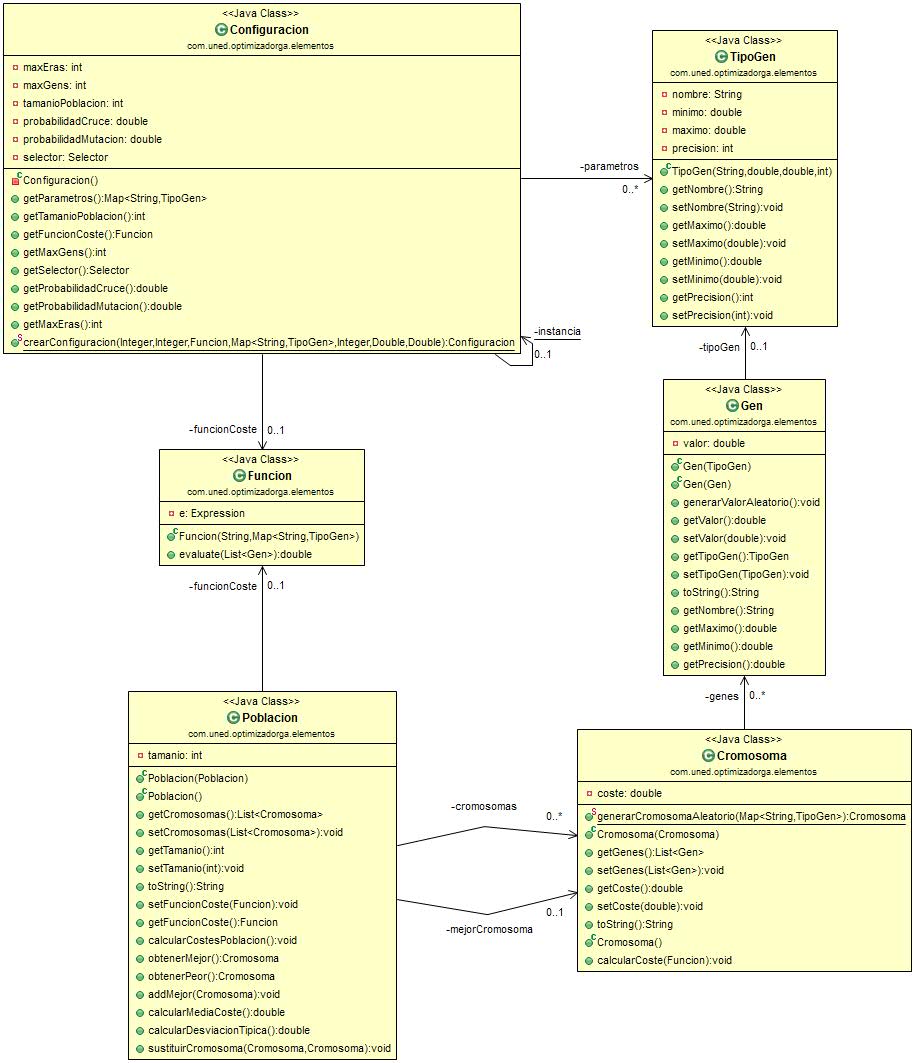 <<Java Class>>
Configuracion
com.uned.optimizadorga.elementos
maxEras: int
maxGens: int
tamanioPoblacion: int
probabilidadCruce: double
probabilidadMutacion: double
selector: Selector
Configuracion()
getParametros():Map<String,TipoGen>
getTamanioPoblacion():int
getFuncionCoste():Funcion
getMaxGens():int
getSelector():Selector
getProbabilidadCruce():double
getProbabilidadMutacion():double
getMaxEras():int
crearConfiguracion(Integer,Integer,Funcion,Map<String,TipoGen>,Integer,Double,Double):Configuracion
-parametros
0..*
-instancia
0..1
<<Java Class>>
TipoGen
com.uned.optimizadorga.elementos
nombre: String
minimo: double
maximo: double
precision: int
TipoGen(String,double,double,int)
getNombre():String
setNombre(String):void
getMaximo():double
setMaximo(double):void
getMinimo():double
setMinimo(double):void
getPrecision():int
setPrecision(int):void
-tipoGen
0..1
-funcionCoste
0..1
<<Java Class>>
Funcion
com.uned.optimizadorga.elementos
e: Expression
Funcion(String,Map<String,TipoGen>)
evaluate(List<Gen>):double
-funcionCoste
0..1
<<Java Class>>
Gen
com.uned.optimizadorga.elementos
valor: double
Gen(TipoGen)
Gen(Gen)
generarValorAleatorio():void
getValor():double
setValor(double):void
getTipoGen():TipoGen
setTipoGen(TipoGen):void
toString():String
getNombre():String
getMaximo():double
getMinimo():double
getPrecision():double
-genes
0..*
<<Java Class>>
Poblacion
com.uned.optimizadorga.elementos
tamanio: int
Poblacion(Poblacion)
Poblacion()
getCromosomas():List<Cromosoma>
setCromosomas(List<Cromosoma>):void
getTamanio():int
setTamanio(int):void
toString():String
setFuncionCoste(Funcion):void
getFuncionCoste():Funcion
calcularCostesPoblacion():void
obtenerMejor():Cromosoma
obtenerPeor():Cromosoma
addMejor(Cromosoma):void
calcularMediaCoste():double
calcularDesviacionTipica():double
sustituirCromosoma(Cromosoma,Cromosoma):void
-cromosomas
0..*
0..1
-mejorCromosoma
<<Java Class>>
Cromosoma
com.uned.optimizadorga.elementos
coste: double
generarCromosomaAleatorio(Map<String,TipoGen>):Cromosoma
Cromosoma(Cromosoma)
getGenes():List<Gen>
setGenes(List<Gen>):void
getCoste():double
setCoste(double):void
toString():String
Cromosoma()
calcularCoste(Funcion):void